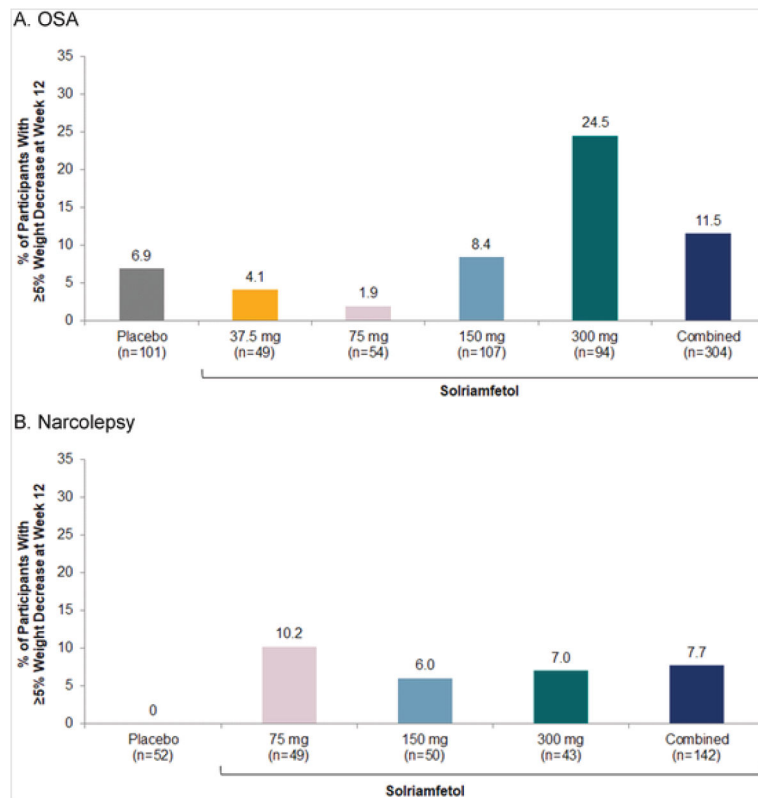 A. OSA
% of Participants With
≥5% Weight Decrease at Week 12
35
30
25
20
15
10
5
0
6.9
4.1
1.9
8.4
24.5
11.5
Placebo
(n=101)
37.5 mg
(n=49)
75 mg
(n=54)
150 mg
(n=107)
300 mg
(n=94)
Combined
(n=304)
Solriamfetol
B. Narcolepsy
% of Participants With
≥5% Weight Decrease at Week 12
35
30
25
20
15
10
5
0
0
10.2
6.0
7.0
7.7
Placebo
(n=52)
75 mg
(n=49)
150 mg
(n=50)
300 mg
(n=43)
Combined
(n=142)
Solriamfetol